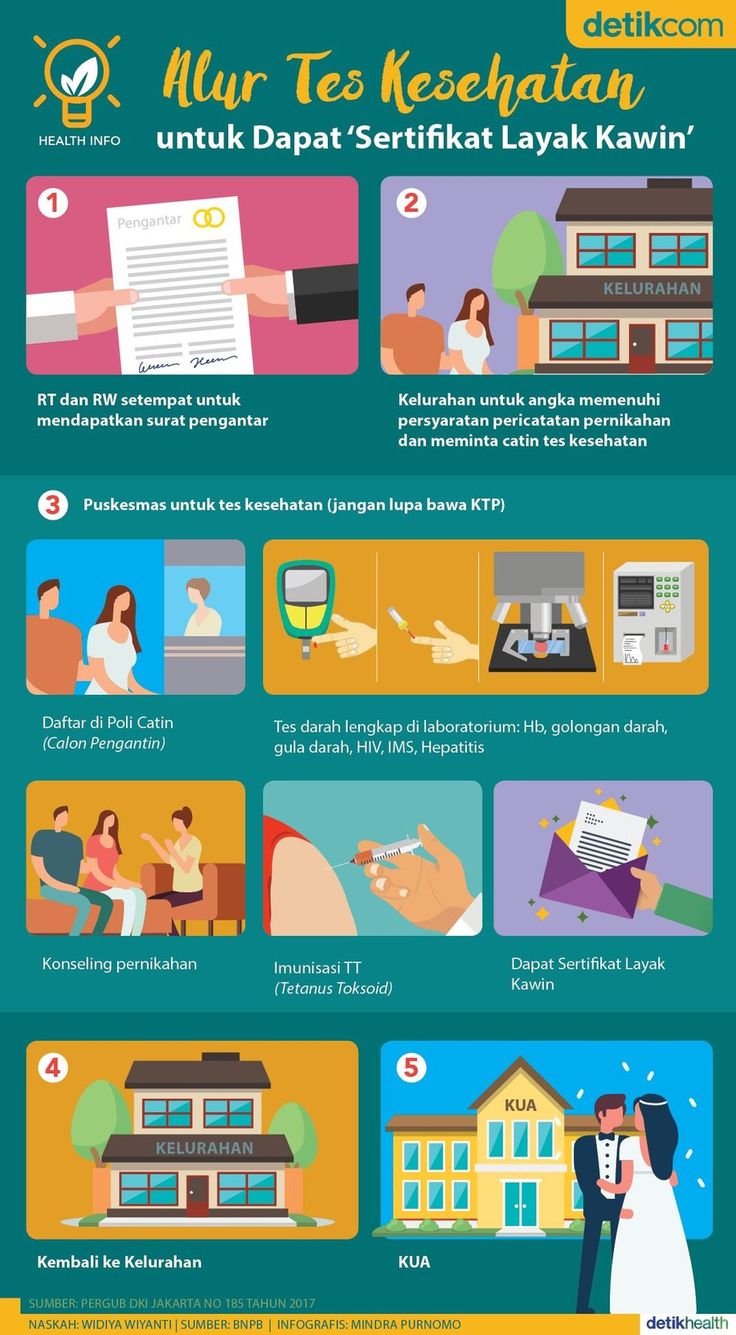 detikcom
HEALTH INFO
Alur Tes Kesehatan
untuk Dapat ‘Sertifikat Layak Kawin’
1
Pengantar
RT dan RW setempat untuk
mendapatkan surat pengantar
2
KELURAHAN
Kelurahan untuk angka memenuhi
persyaratan pericatatan pernikahan
dan meminta catin tes kesehatan
3
Puskesmas untuk tes kesehatan (jangan lupa bawa KTP)
Daftar di Poli Catin
(Calon Pengantin)
Tes darah lengkap di laboratorium: Hb, golongan darah,
gula darah, HIV, IMS, Hepatitis
Konseling pernikahan
Imunisasi TT
(Tetanus Toksoid)
Dapat Sertifikat Layak
Kawin
4
KELURAHAN
Kembali ke Kelurahan
5
KUA
KUA
SUMBER: PERGUB DKI JAKARTA NO 185 TAHUN 2017
NASKAH: WIDIYA WIYANTI | SUMBER: BNPB | INFOGRAFIS: MINDRA PURNOMO
detikhealth